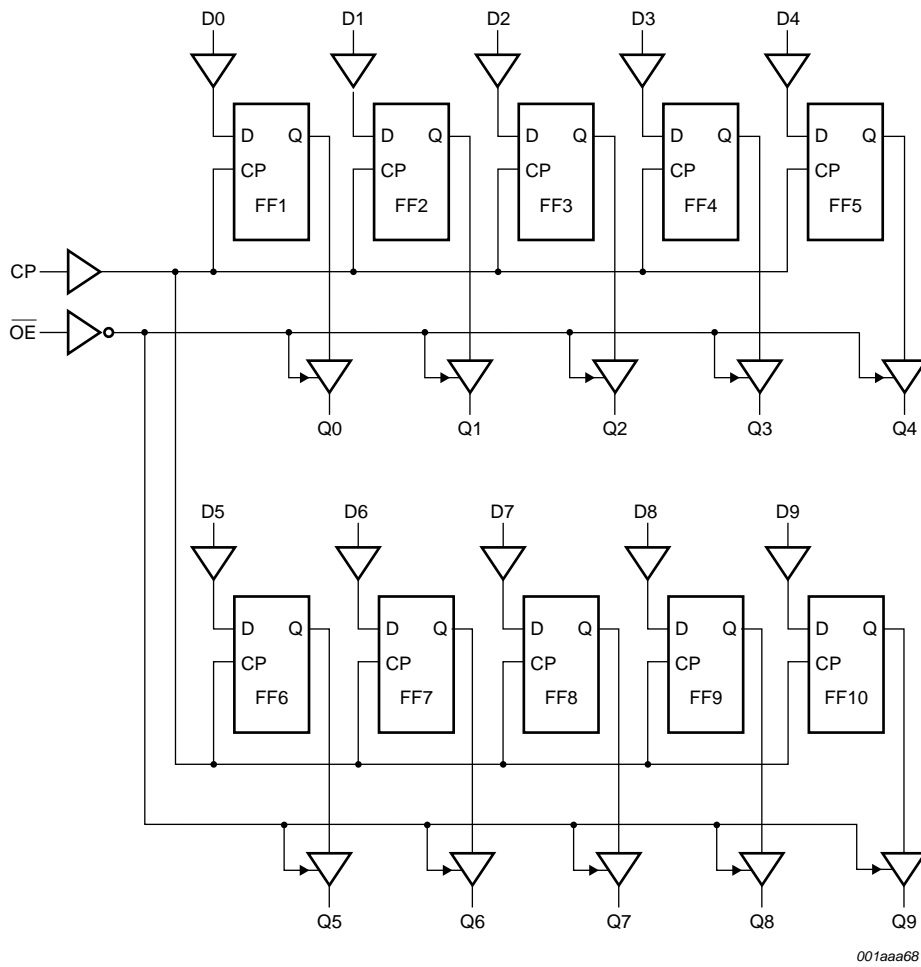 D0 D1 D2 D3 D4
D Q D Q D Q D Q D Q
CP CP CP CP CP
FF1 FF2 FF3 FF4 FF5
CP
OE
Q0 Q1 Q2 Q3 Q4
D5 D6 D7 D8 D9
D Q D Q D Q D Q D Q
CP CP CP CP CP
FF6 FF7 FF8 FF9 FF10
Q5 Q6 Q7 Q8 Q9
001aaa68